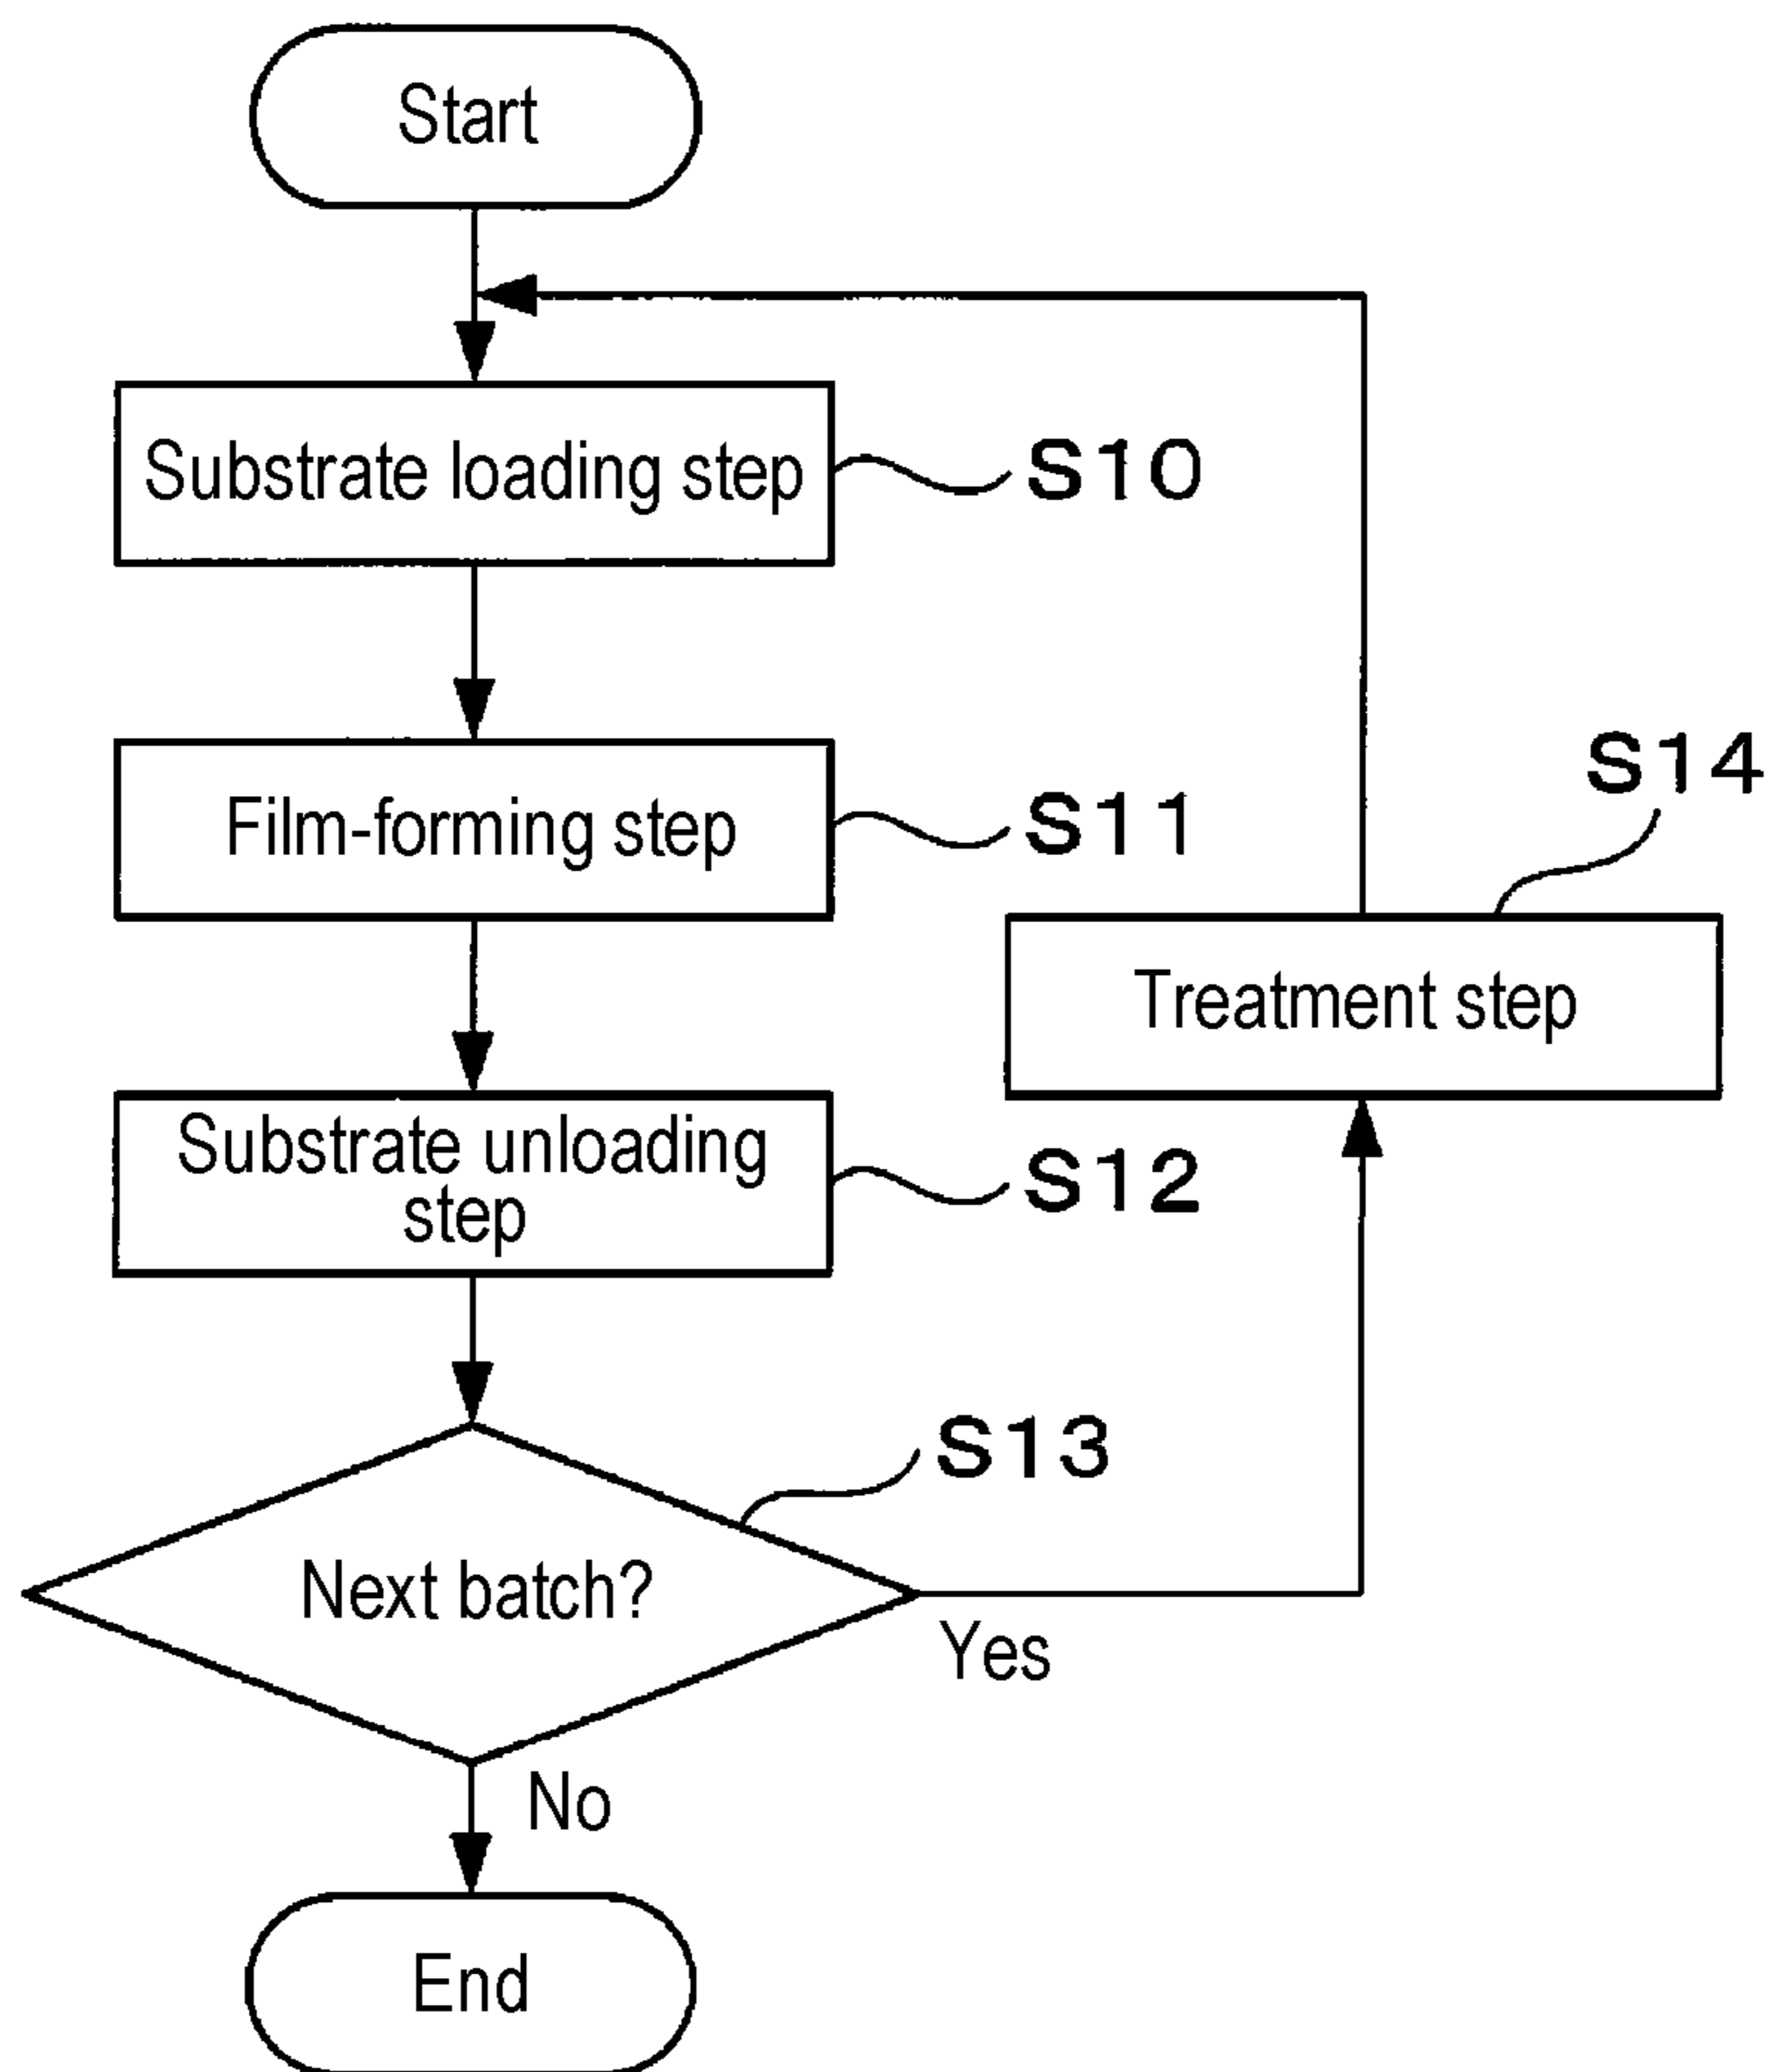 Start
Substrate loading step
S10
Film-forming step
S11
S14
Treatment step
Substrate unloading
step
S12
S13
Next batch?
Yes
No
End